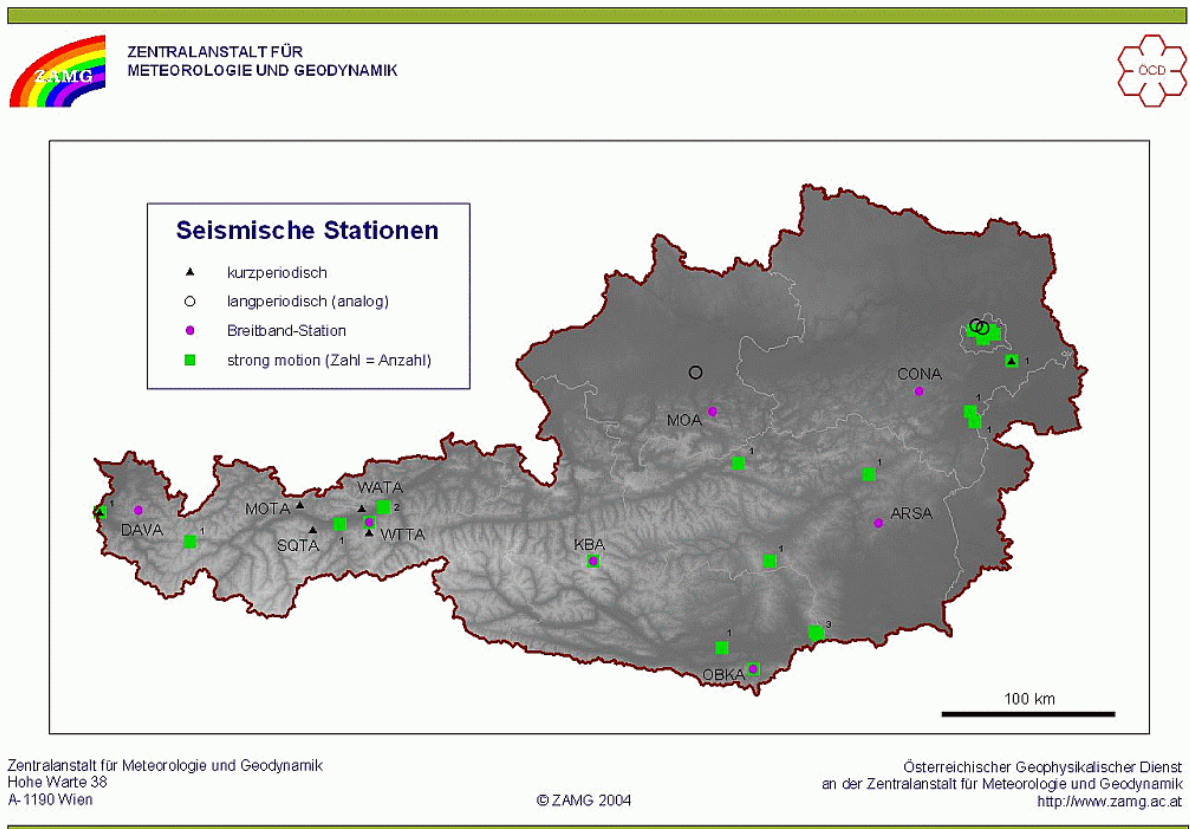 ZAMG
ZENTRALANSTALT FÜR
METEOROLOGIE UND GEODYNAMIK
ÖCD
Seismische Stationen
kurzperiodisch
langperiodisch (analog)
Breitband-Station
strong motion (Zahl = Anzahl)
1
CONA
1
MOA
1
1
1
WATA
MOTA
2
1
DAVA
1
SQTA
1
WTTA
ARSA
KBA
1
3
1
OBKA
100 km
Zentralanstalt für Meteorologie und Geodynamik
Hohe Warte 38
A-1190 Wien
© ZAMG 2004
Österreichischer Geophysikalischer Dienst
an der Zentralanstalt für Meteorologie und Geodynamik
http://www.zamg.ac.at